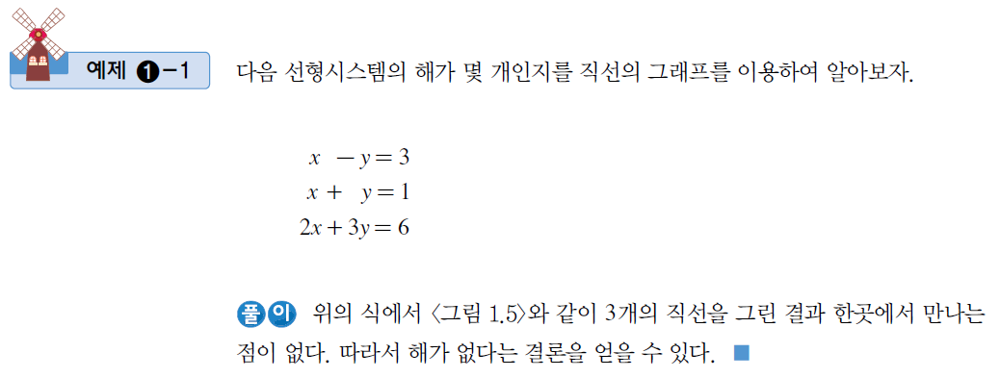 예제 ❶-1 다음 선형시스템의 해가 몇 개인지를 직선의 그래프를 이용하여 알아보자.
x - y = 3
x + y = 1
2x + 3y = 6
풀이 위의 식에서 〈그림 1.5〉와 같이 3개의 직선을 그린 결과 한곳에서 만나는
점이 없다. 따라서 해가 없다는 결론을 얻을 수 있다. ■